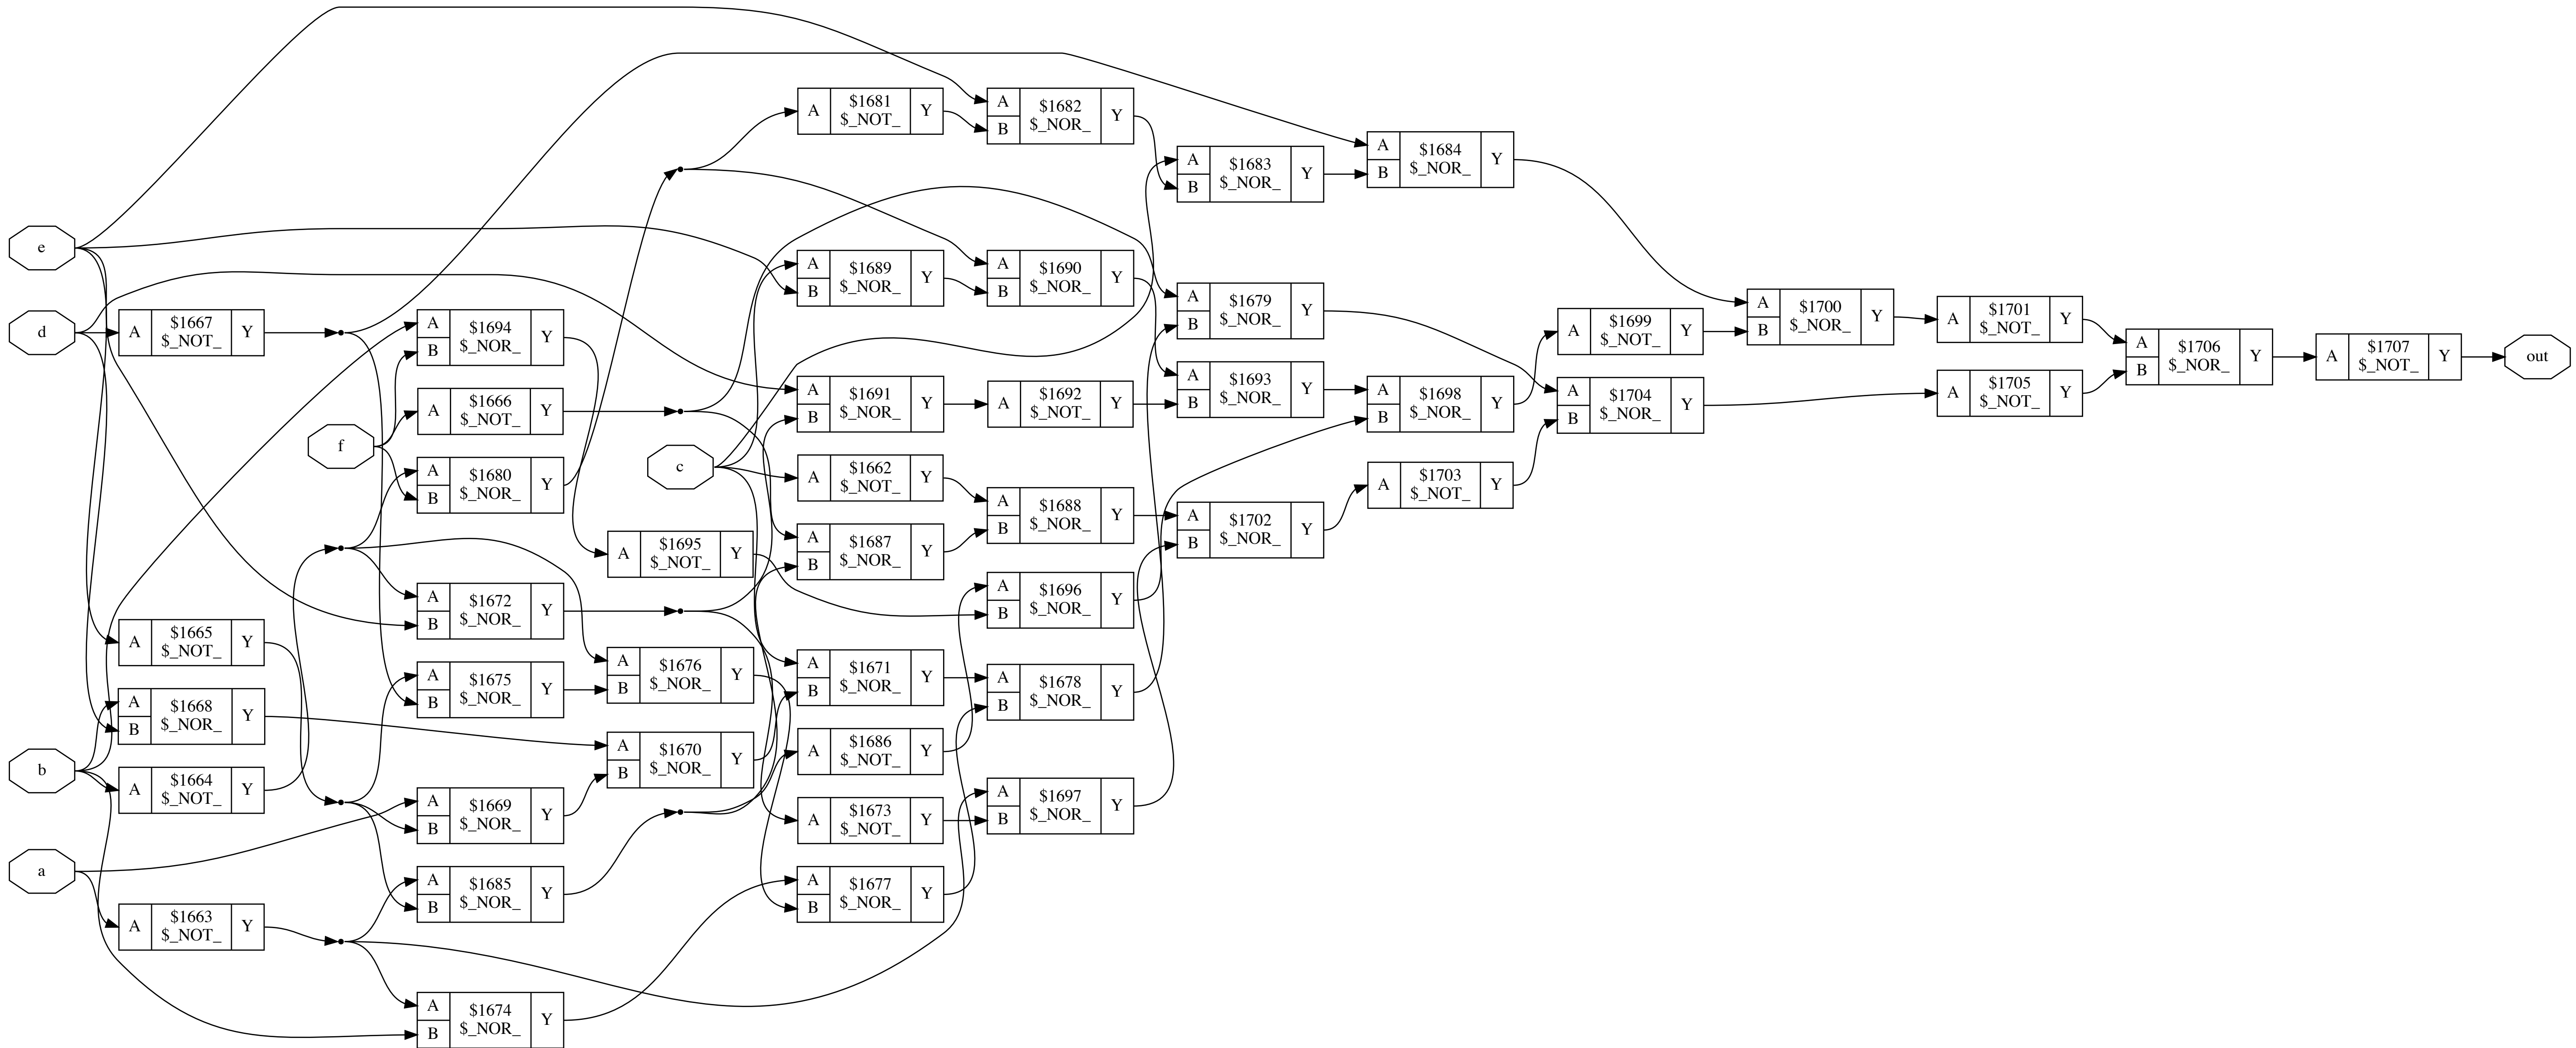 e
d
f
c
b
a
A $1667 $_NOT_ Y
A $1665 $_NOT_ Y
A B $1668 $_NOR_ Y
A $1664 $_NOT_ Y
A $1663 $_NOT_ Y
A B $1694 $_NOR_ Y
A $1666 $_NOT_ Y
A B $1680 $_NOR_ Y
A B $1672 $_NOR_ Y
A B $1675 $_NOR_ Y
A B $1669 $_NOR_ Y
A B $1685 $_NOR_ Y
A B $1674 $_NOR_ Y
A $1695 $_NOT_ Y
A B $1676 $_NOR_ Y
A B $1670 $_NOR_ Y
A $1681 $_NOT_ Y
A B $1689 $_NOR_ Y
A B $1691 $_NOR_ Y
A $1662 $_NOT_ Y
A B $1687 $_NOR_ Y
A B $1671 $_NOR_ Y
A $1686 $_NOT_ Y
A $1673 $_NOT_ Y
A B $1677 $_NOR_ Y
A B $1682 $_NOR_ Y
A B $1690 $_NOR_ Y
A $1692 $_NOT_ Y
A B $1688 $_NOR_ Y
A B $1696 $_NOR_ Y
A B $1678 $_NOR_ Y
A B $1697 $_NOR_ Y
A B $1683 $_NOR_ Y
A B $1679 $_NOR_ Y
A B $1693 $_NOR_ Y
A B $1702 $_NOR_ Y
A B $1684 $_NOR_ Y
A B $1698 $_NOR_ Y
A $1703 $_NOT_ Y
A $1699 $_NOT_ Y
A B $1704 $_NOR_ Y
A B $1700 $_NOR_ Y
A $1701 $_NOT_ Y
A $1705 $_NOT_ Y
A B $1706 $_NOR_ Y
A $1707 $_NOT_ Y
out